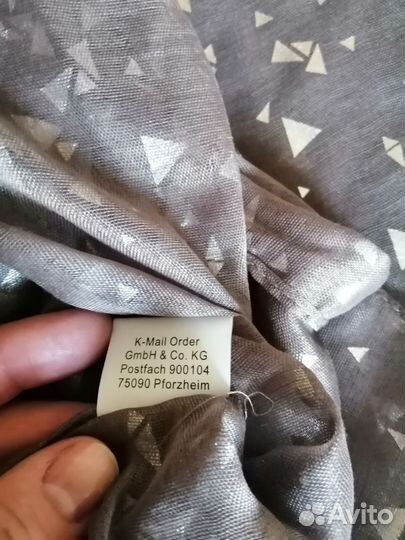 K-Mail Order
GmbH & Co. KG
Postfach 900104
75090 Pforzheim
Avito